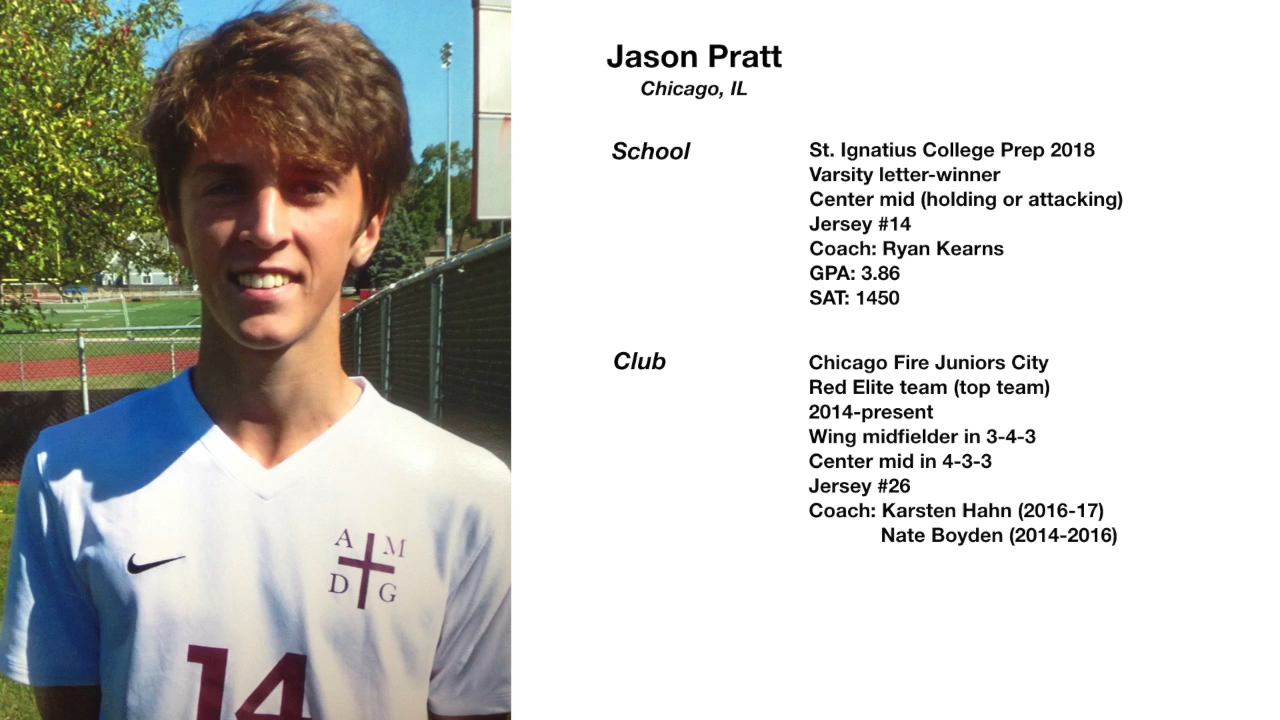 Jason Pratt
Chicago, IL
School
St. Ignatius College Prep 2018
Varsity letter-winner
Center mid (holding or attacking)
Jersey #14
Coach: Ryan Kearns
GPA: 3.86
SAT: 1450
Club
Chicago Fire Juniors City
Red Elite team (top team)
2014-present
Wing midfielder in 3-4-3
Center mid in 4-3-3
Jersey #26
Coach: Karsten Hahn (2016-17)
Nate Boyden (2014-2016)
A M
D G
14